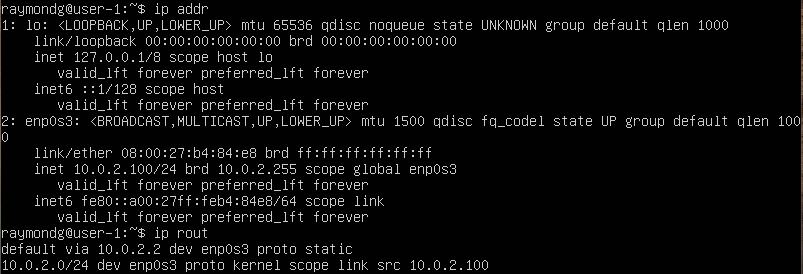 raymondg@user-1:~$ ip addr
1: lo: <LOOPBACK,UP,LOWER_UP> mtu 65536 qdisc noqueue state UNKNOWN group default qlen 1000
    link/loopback 00:00:00:00:00:00 brd 00:00:00:00:00:00
    inet 127.0.0.1/8 scope host lo
       valid_lft forever preferred_lft forever
    inet6 ::1/128 scope host
       valid_lft forever preferred_lft forever
2: enp0s3: <BROADCAST,MULTICAST,UP,LOWER_UP> mtu 1500 qdisc fq_codel state UP group default qlen 100
0
    link/ether 08:00:27:b4:84:e8 brd ff:ff:ff:ff:ff:ff
    inet 10.0.2.100/24 brd 10.0.2.255 scope global enp0s3
       valid_lft forever preferred_lft forever
    inet6 fe80::a00:27ff:feb4:84e8/64 scope link
       valid_lft forever preferred_lft forever
raymondg@user-1:~$ ip rout
default via 10.0.2.2 dev enp0s3 proto static
10.0.2.0/24 dev enp0s3 proto kernel scope link src 10.0.2.100